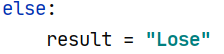 else:
    result = "Lose"